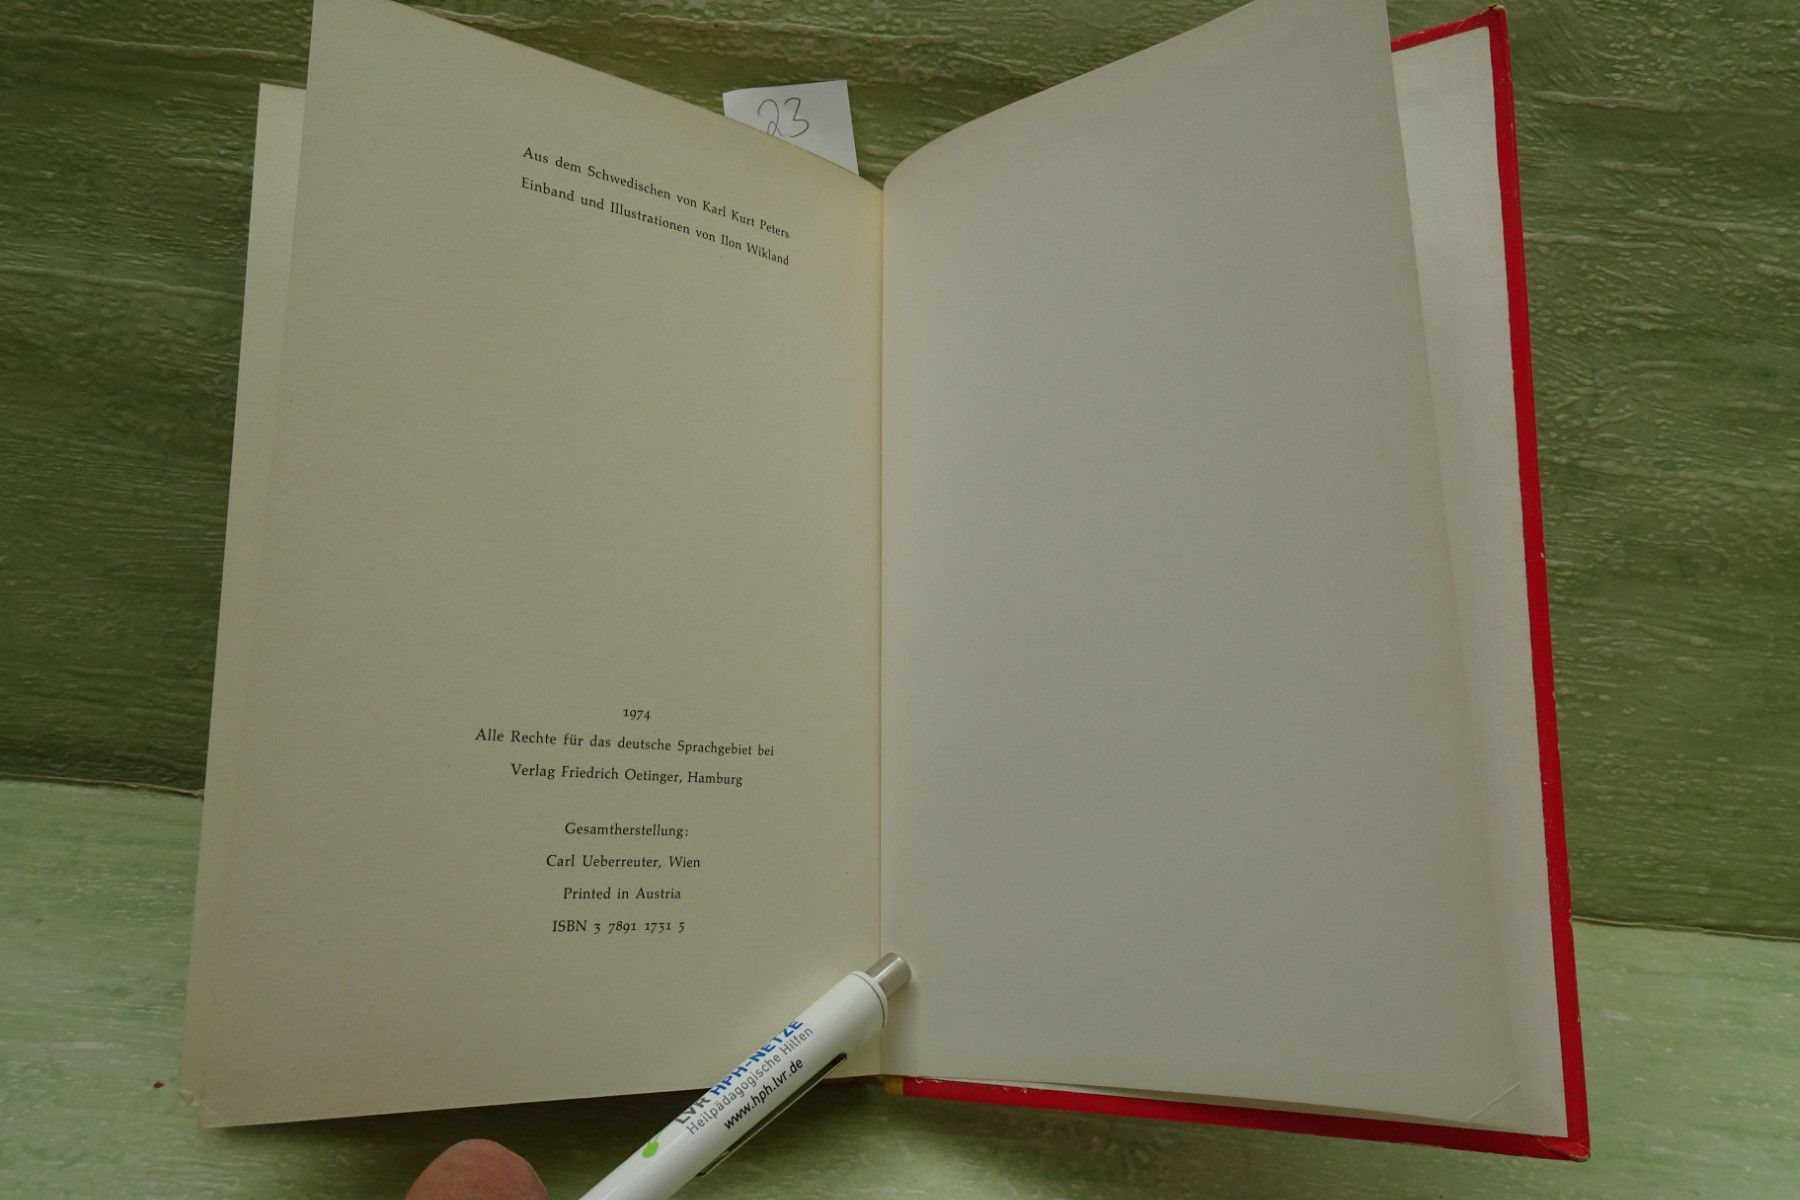 23
Aus dem Schwedischen von Karl Kurt Peters
Einband und Illustrationen von Ilon Wikland
1974
Alle Rechte für das deutsche Sprachgebiet bei
Verlag Friedrich Oetinger, Hamburg
Gesamtherstellung:
Carl Ueberreuter, Wien
Printed in Austria
ISBN 3 7891 1731 5
LVR HPH-NETZE
Heilpädagogische Hilfen
www.hph.lvr.de